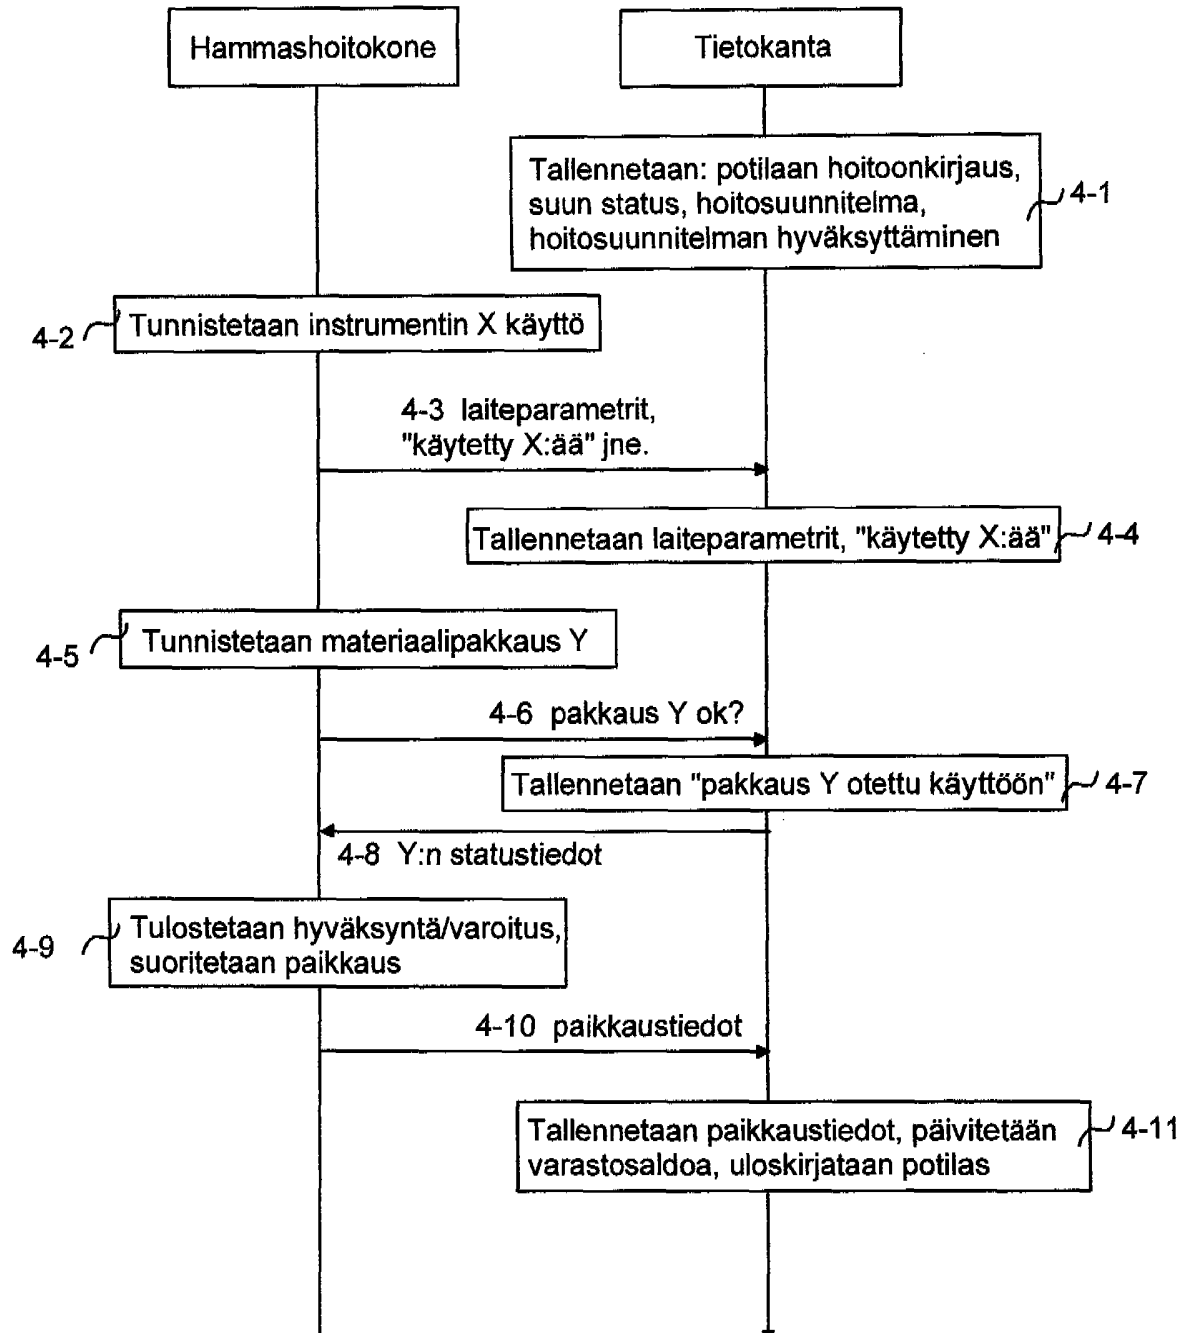 Hammashoitokone
Tietokanta
Tallennetaan: potilaan hoitoonkirjaus,
suun status, hoitosuunnitelma,
hoitosuunnitelman hyväksyttäminen
4-1
4-2
Tunnistetaan instrumentin X käyttö
4-3 laiteparametrit,
"käytetty X:ää" jne.
Tallennetaan laiteparametrit, "käytetty X:ää"
4-4
4-5
Tunnistetaan materiaalipakkaus Y
4-6 pakkaus Y ok?
Tallennetaan "pakkaus Y otettu käyttöön"
4-7
4-8 Y:n statustiedot
4-9
Tulostetaan hyväksyntä/varoitus,
suoritetaan paikkaus
4-10 paikkaustiedot
Tallennetaan paikkaustiedot, päivitetään
varastosaldoa, uloskirjataan potilas
4-11